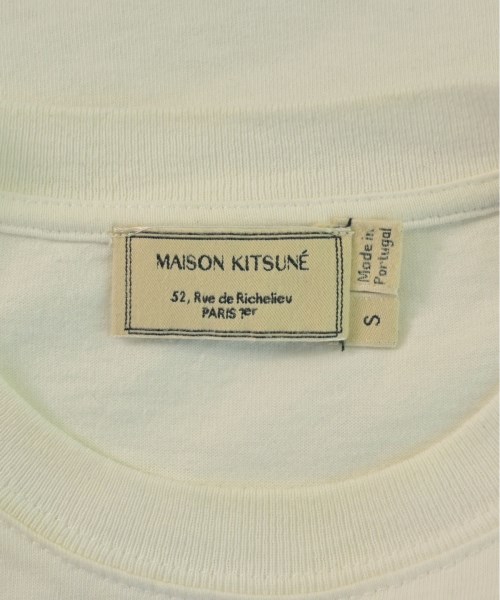 MAISON KITSUNÉ
52, Rue de Richelieu
PARIS 1er
Made in
Portugal
S